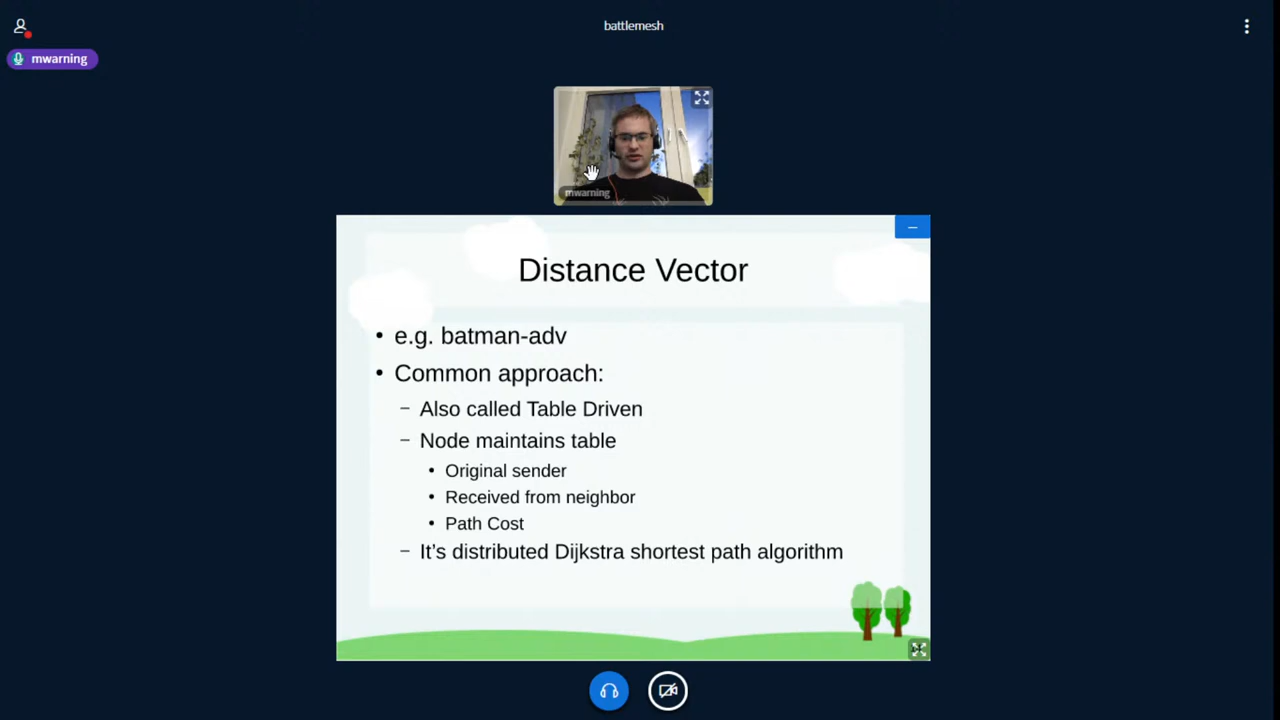 battlemesh
mwarning
mwarning
Distance Vector
• e.g. batman-adv
• Common approach:
– Also called Table Driven
– Node maintains table
• Original sender
• Received from neighbor
• Path Cost
– It's distributed Dijkstra shortest path algorithm